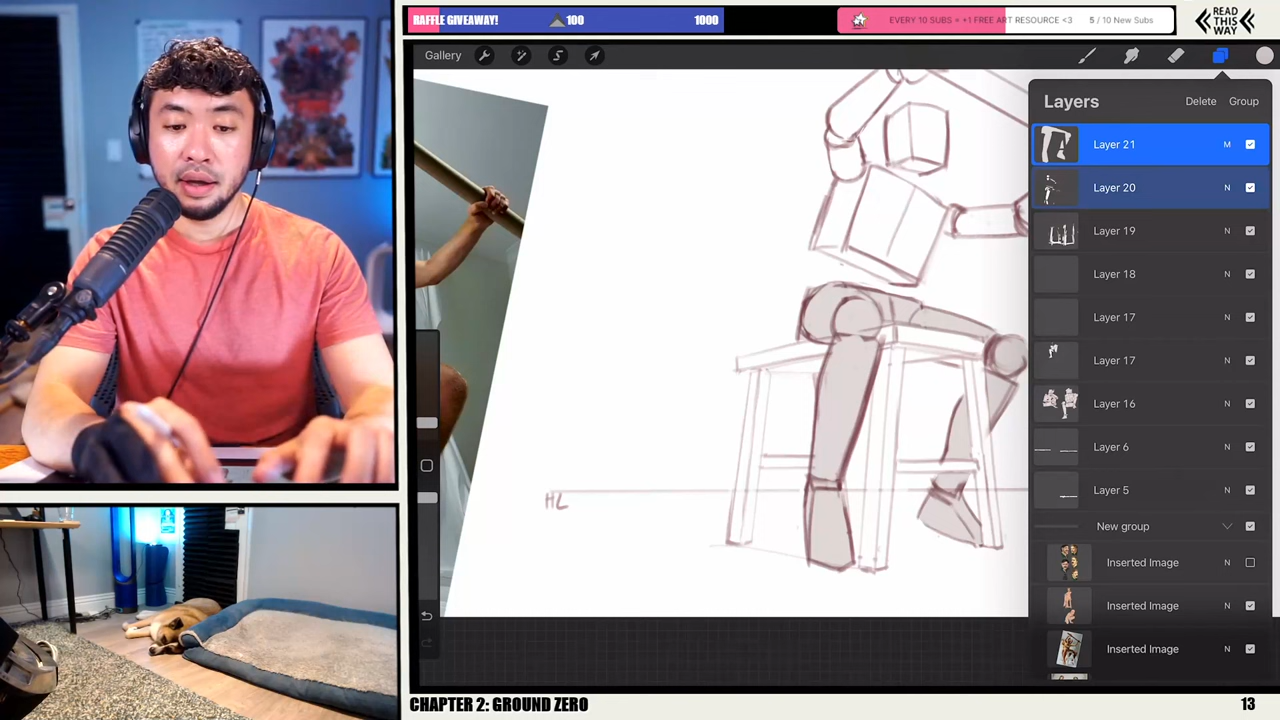 RAFFLE GIVEAWAY! 100 1000
EVERY 10 SUBS = +1 FREE ART RESOURCE <3 5 / 10 New Subs
READ
THIS
WAY
Gallery
S
Layers Delete Group
Layer 21 M
Layer 20 N
Layer 19 N
Layer 18 N
Layer 17 N
Layer 17 N
Layer 16 N
Layer 6 N
Layer 5 N
New group
Inserted Image N
Inserted Image N
Inserted Image N
HL
CHAPTER 2: GROUND ZERO 13